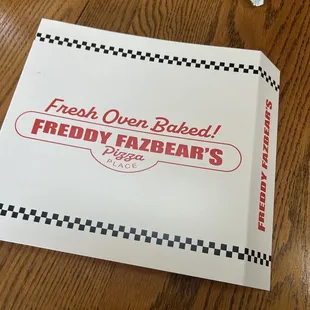 Fresh Oven Baked!
FREDDY FAZBEAR'S
Pizza
PLACE
FREDDY FAZBEAR'S